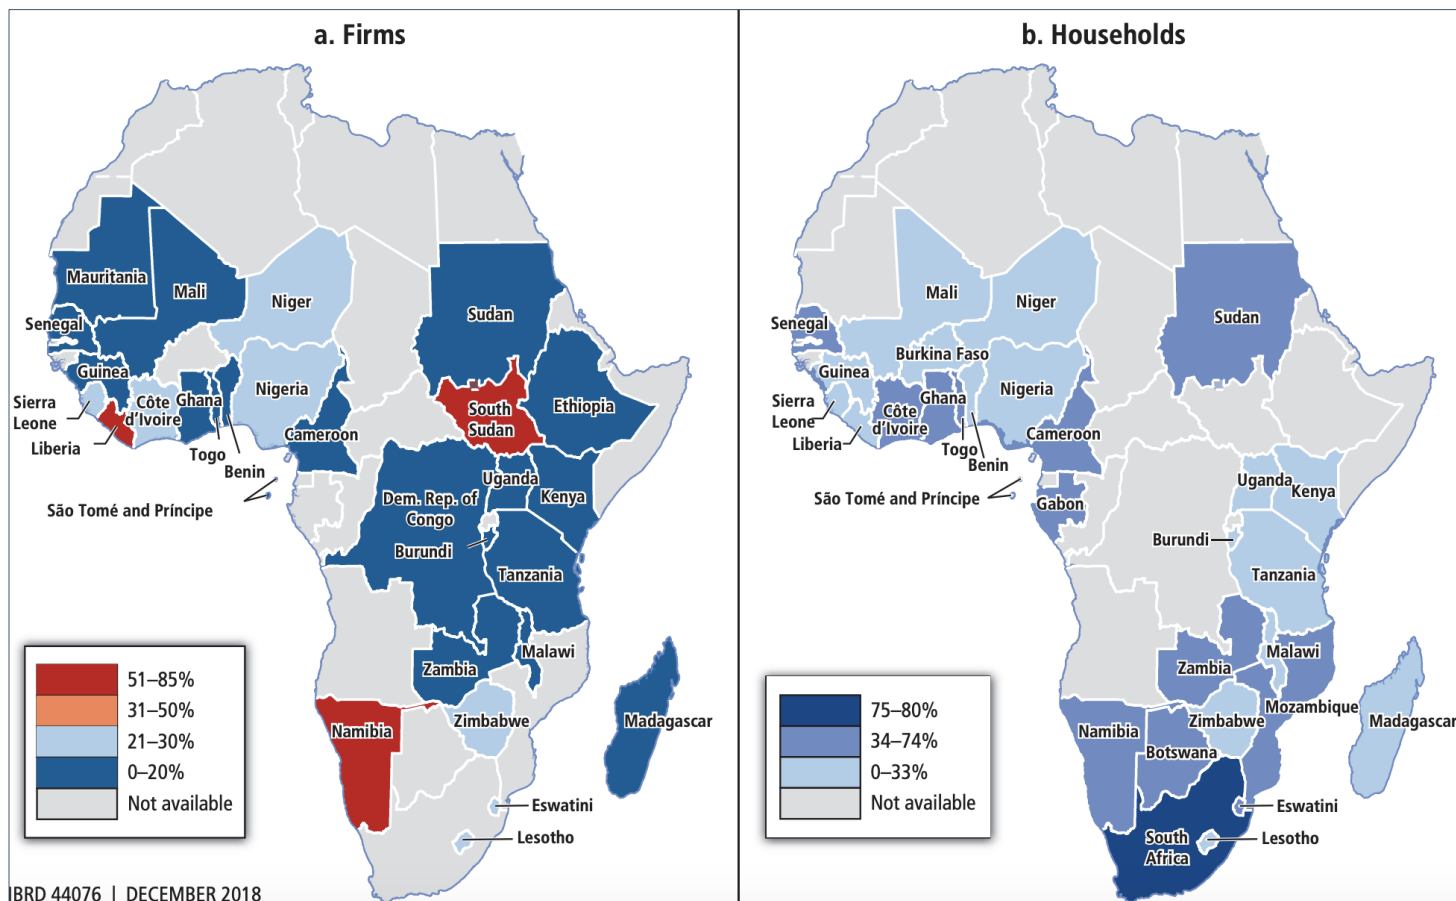 a. Firms
Mauritania
Mali
Niger
Sudan
Senegal
Guinea
Nigeria
Sierra
Leone
Liberia
Côte
d’Ivoire
Ghana
South
Sudan
Ethiopia
Cameroon
Togo
Benin
Uganda
Kenya
São Tomé and Príncipe
Dem. Rep. of
Congo
Burundi
Tanzania
Malawi
Zambia
Namibia
Zimbabwe
Madagascar
Eswatini
Lesotho
51–85%
31–50%
21–30%
0–20%
Not available
IBRD 44076 | DECEMBER 2018
b. Households
Mali
Niger
Sudan
Senegal
Burkina Faso
Guinea
Nigeria
Sierra
Leone
Liberia
Côte
d’Ivoire
Ghana
Cameroon
Togo
Benin
São Tomé and Príncipe
Gabon
Uganda
Kenya
Burundi
Tanzania
Malawi
Zambia
Mozambique
Namibia
Zimbabwe
Botswana
Madagascar
Eswatini
South
Africa
Lesotho
75–80%
34–74%
0–33%
Not available